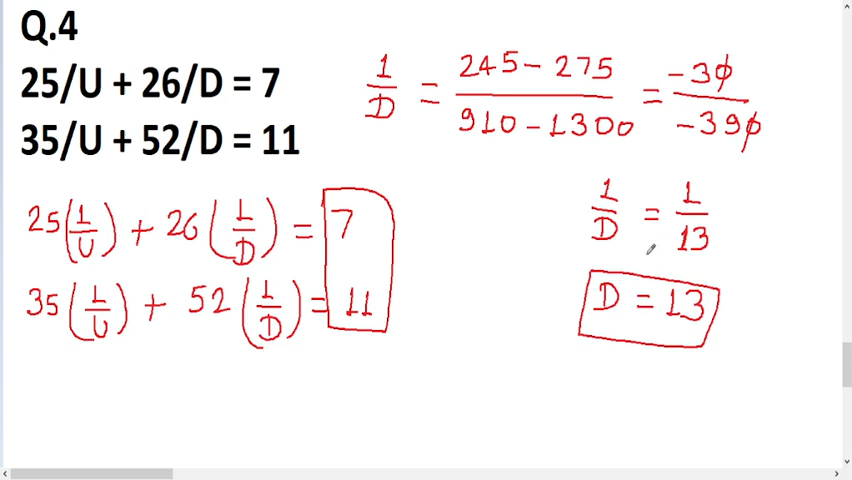 Q.4
25/U + 26/D = 7
35/U + 52/D = 11
1/D = (245 - 275)/(910 - 1300) = -30/-390
1/D = 1/13
D = 13
25(1/U) + 26(1/D) = 7
35(1/U) + 52(1/D) = 11